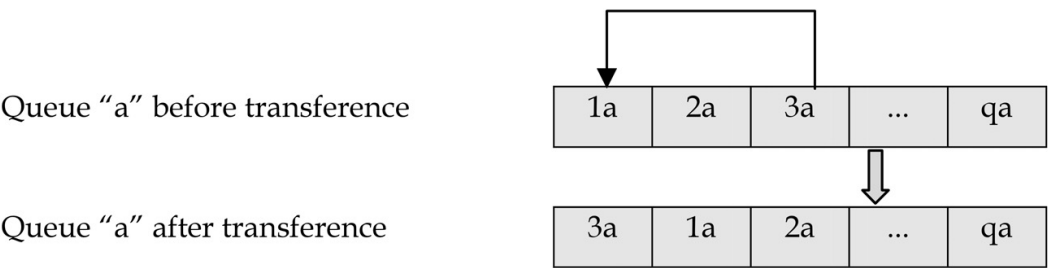 Queue “a” before transference 1a 2a 3a ... qa
Queue “a” after transference 3a 1a 2a ... qa